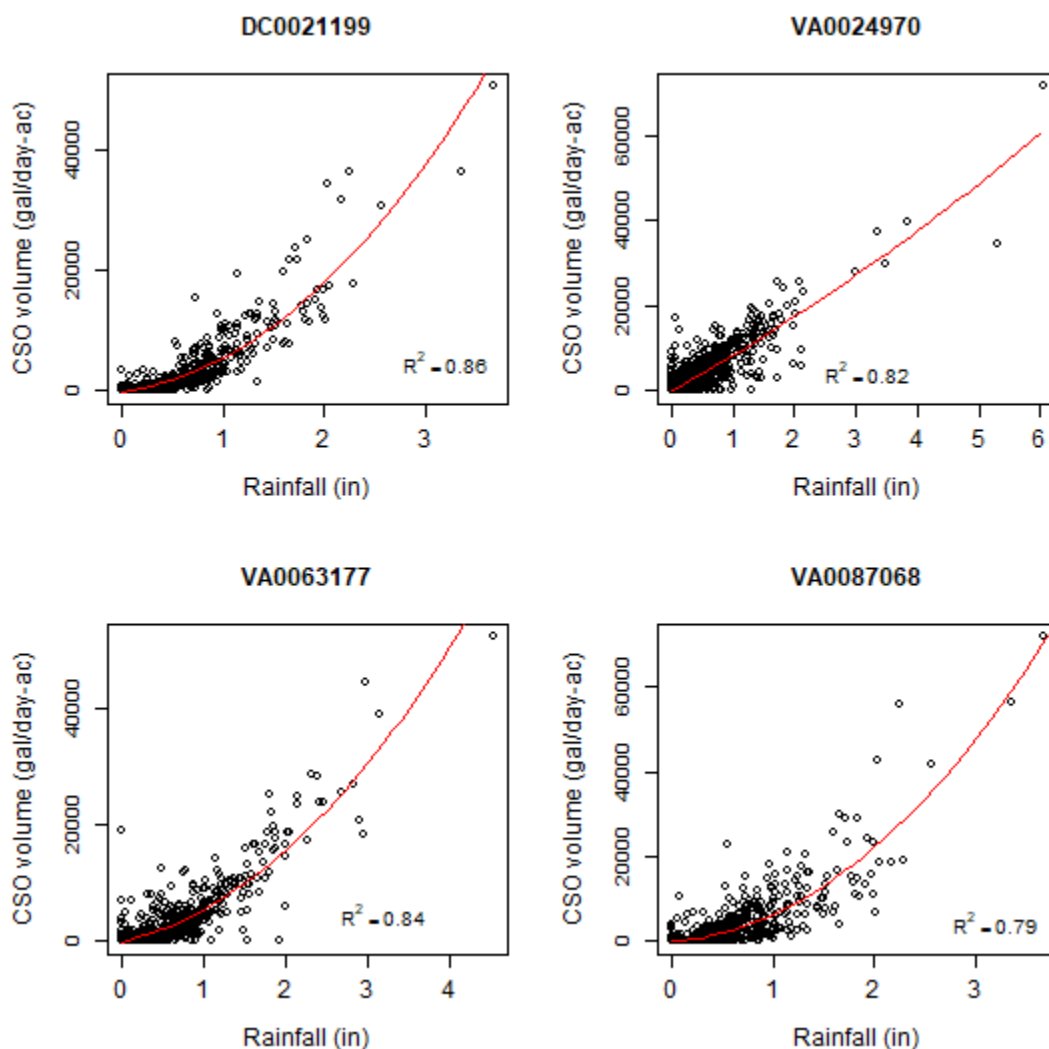 DC0021199
CSO volume (gal/day-ac)
40000
20000
0
R² = 0.86
0 1 2 3
Rainfall (in)
VA0024970
CSO volume (gal/day-ac)
60000
40000
20000
0
R² = 0.82
0 1 2 3 4 5 6
Rainfall (in)
VA0063177
CSO volume (gal/day-ac)
40000
20000
0
R² = 0.84
0 1 2 3 4
Rainfall (in)
VA0087068
CSO volume (gal/day-ac)
60000
40000
20000
0
R² = 0.79
0 1 2 3
Rainfall (in)